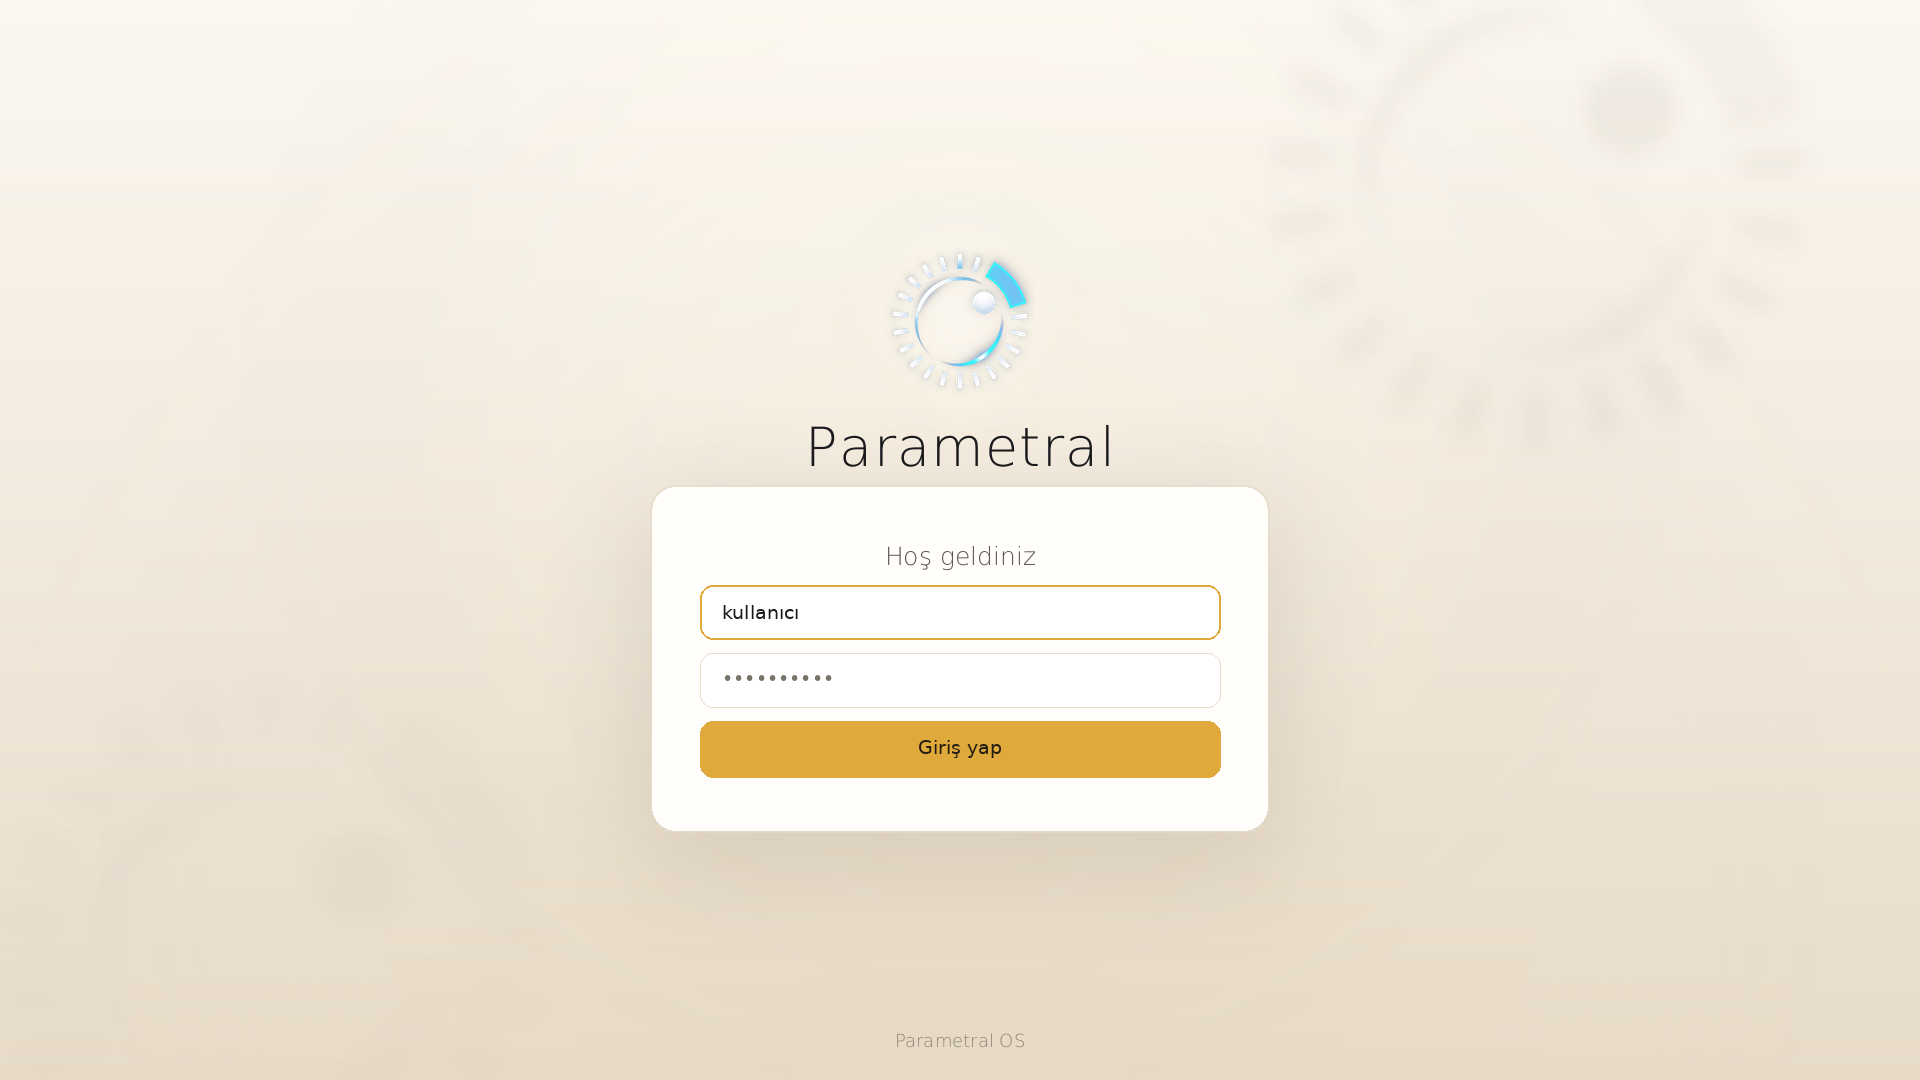 Parametral
Hoş geldiniz
kullanıcı
••••••••••
Giriş yap
Parametral OS